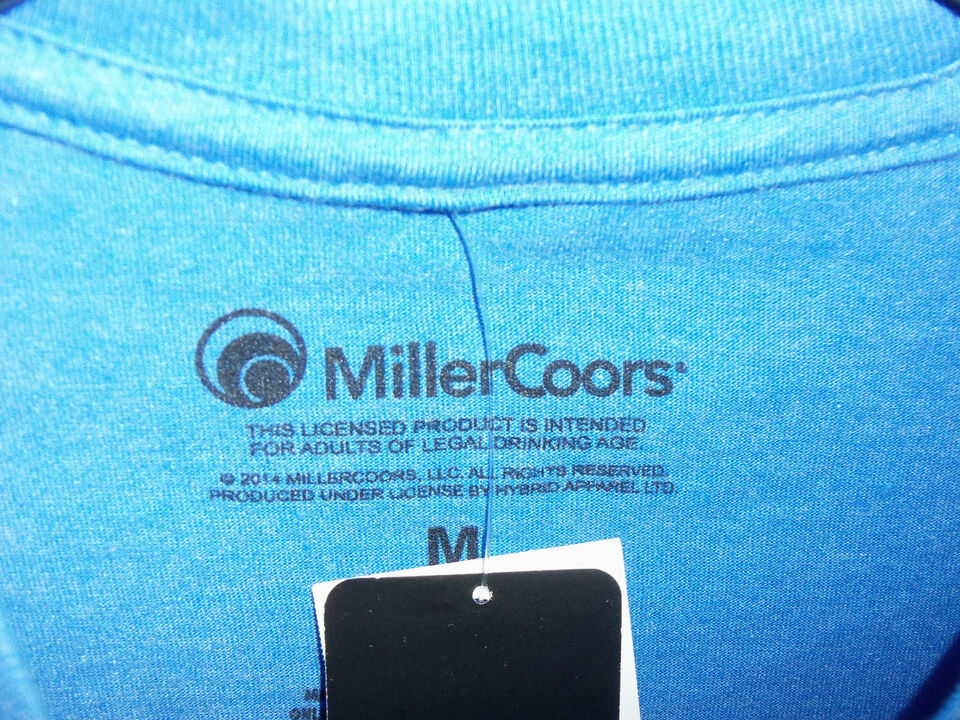 MillerCoors
THIS LICENSED PRODUCT IS INTENDED
FOR ADULTS OF LEGAL DRINKING AGE.
© 2014 MILLERCOORS, LLC. ALL RIGHTS RESERVED.
PRODUCED UNDER LICENSE BY HYBRID APPAREL LTD.
M